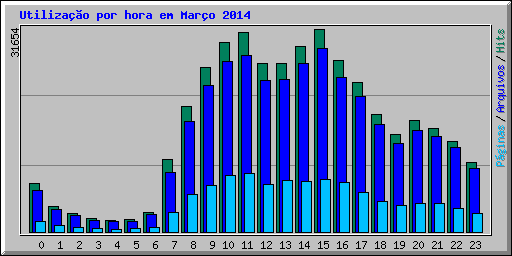 Utilização por hora em Março 2014
31654
Páginas / Arquivos / Hits
0 1 2 3 4 5 6 7 8 9 10 11 12 13 14 15 16 17 18 19 20 21 22 23